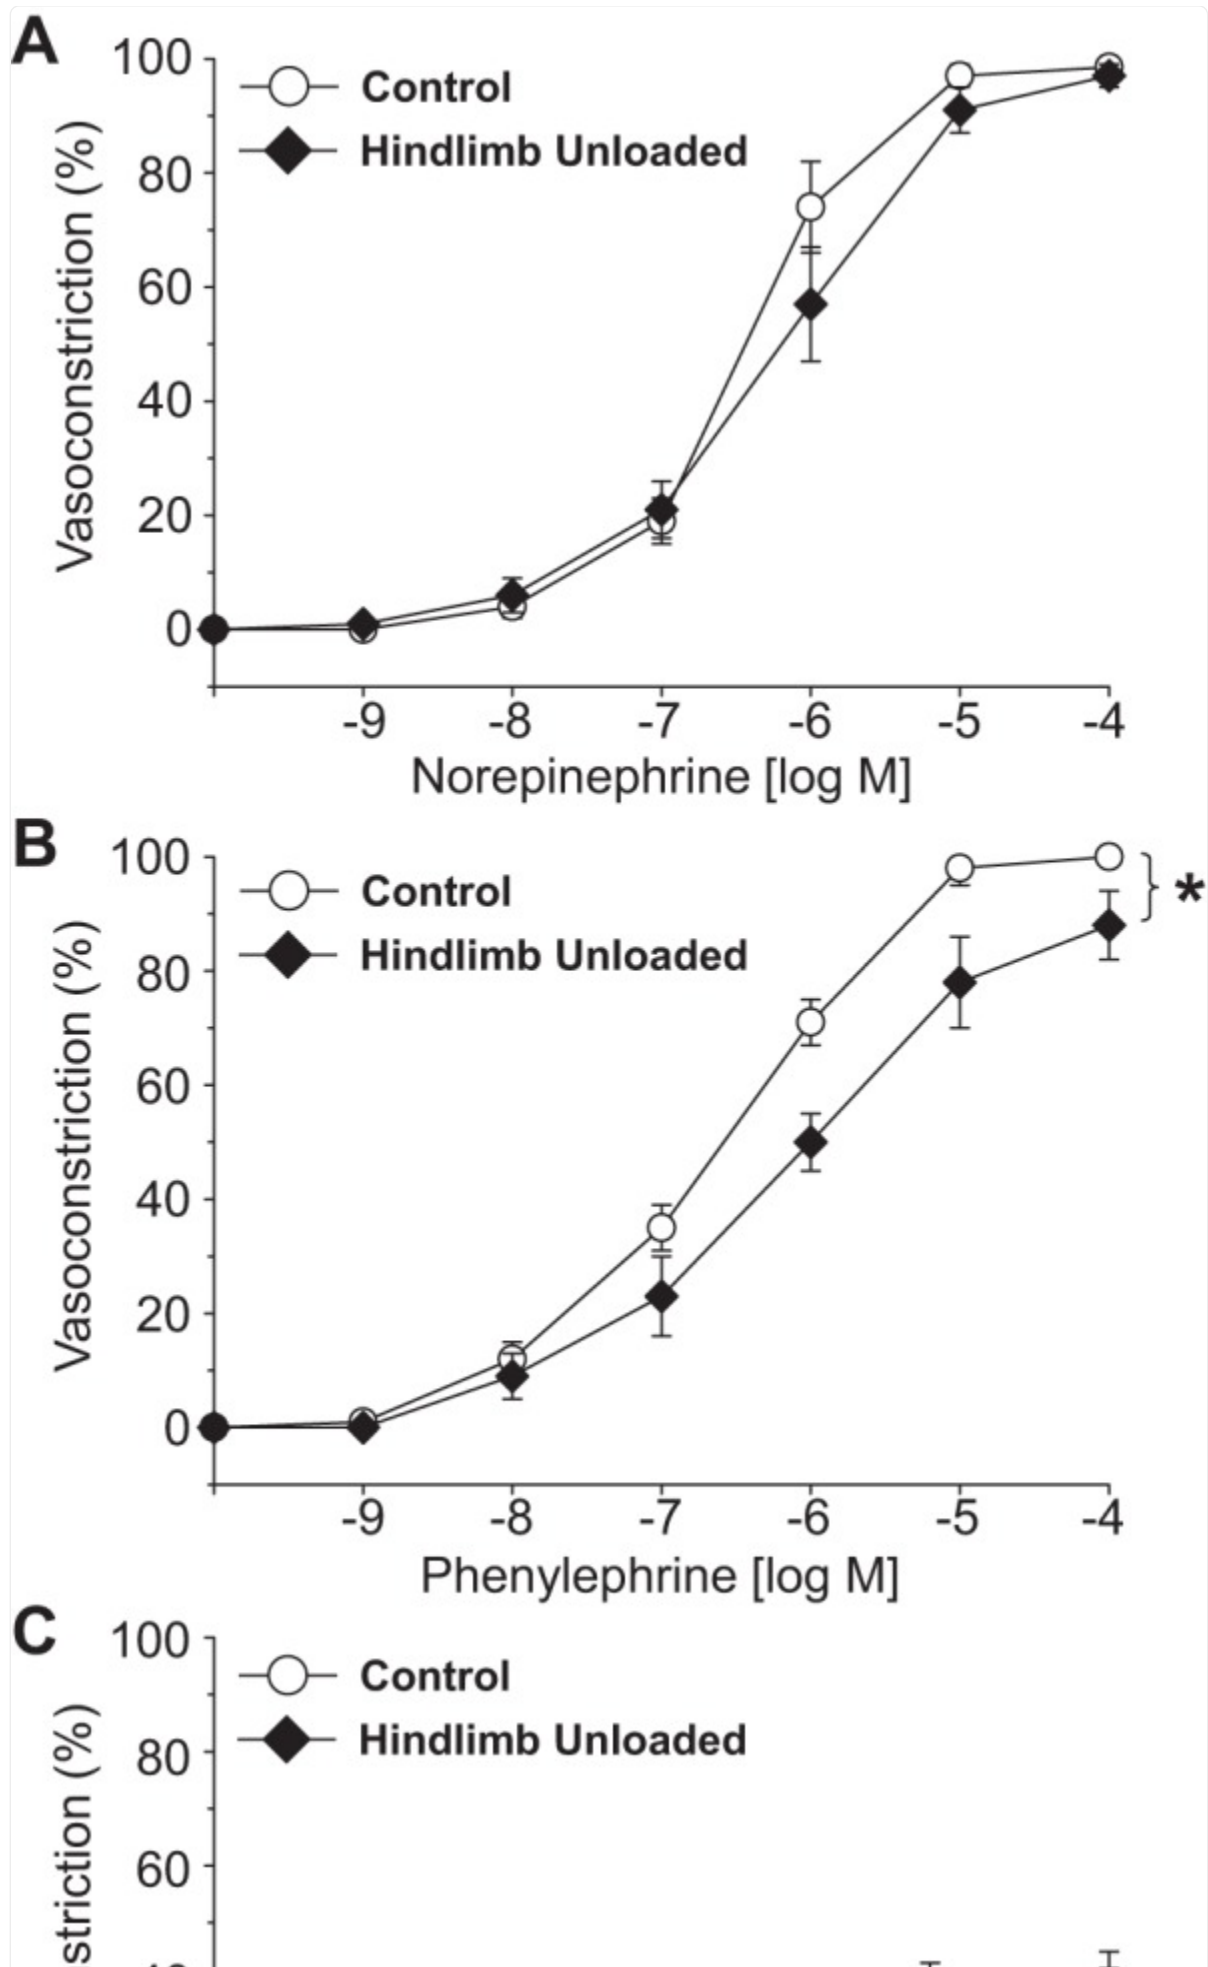 A
100
Control
Hindlimb Unloaded
80
60
40
20
0
Vasoconstriction (%)
-9 -8 -7 -6 -5 -4
Norepinephrine [log M]
B
100
Control
Hindlimb Unloaded
80
60
40
20
0
Vasoconstriction (%)
*
-9 -8 -7 -6 -5 -4
Phenylephrine [log M]
C
100
Control
Hindlimb Unloaded
80
60
striction (%)